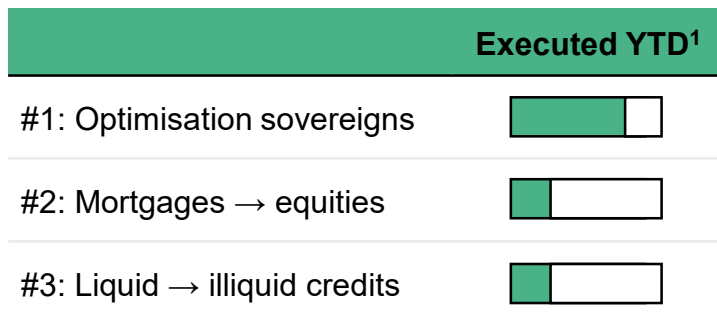 Executed YTD¹
#1: Optimisation sovereigns
#2: Mortgages → equities
#3: Liquid → illiquid credits